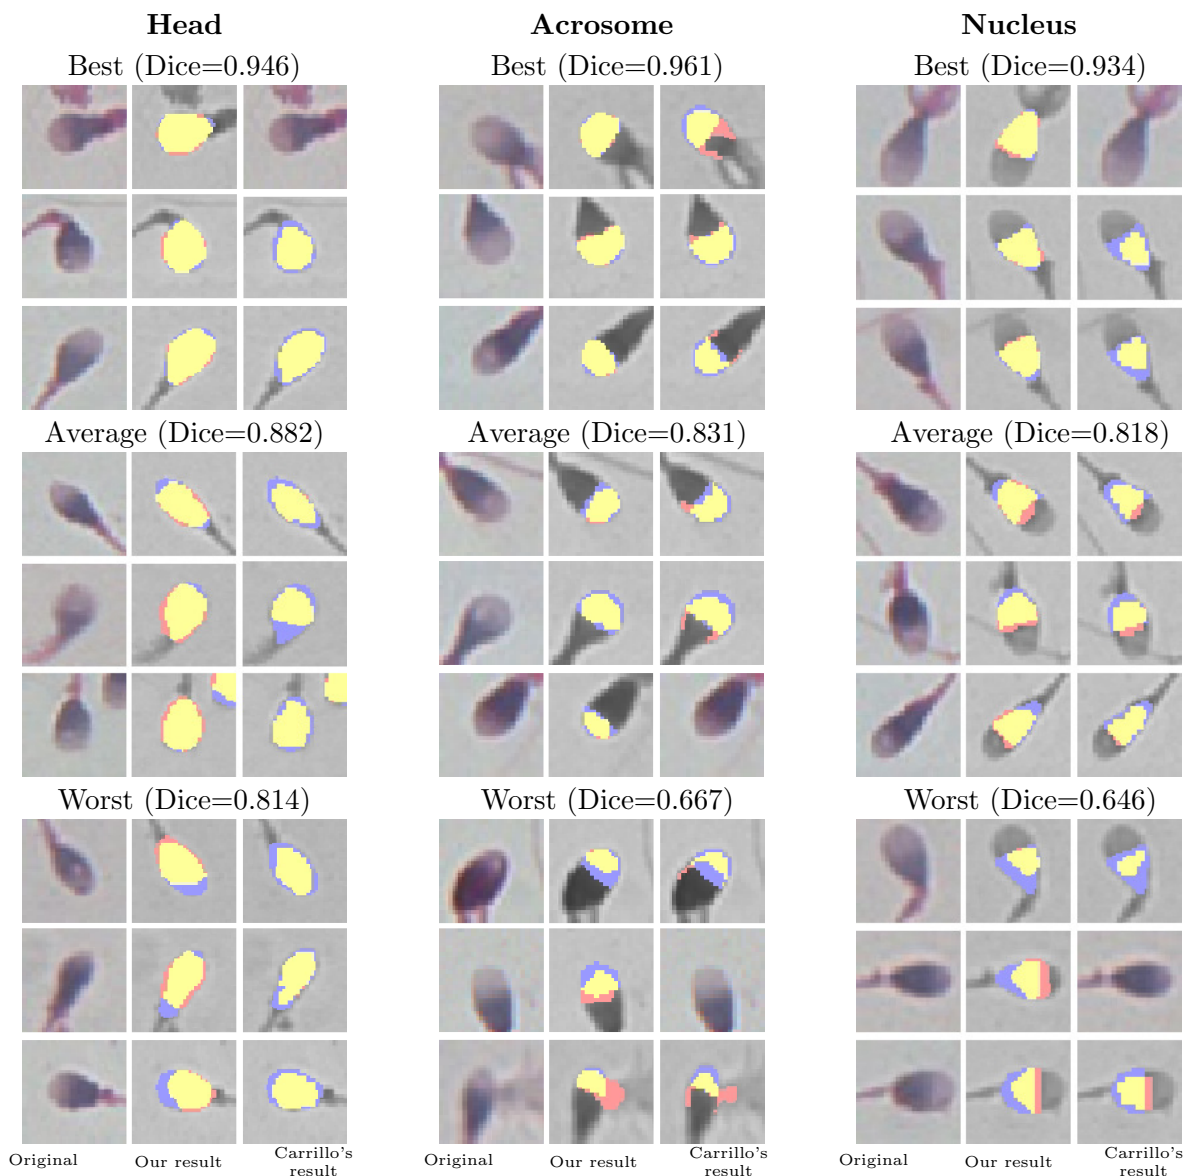 Head
Acrosome
Nucleus
Best (Dice=0.946)
Best (Dice=0.961)
Best (Dice=0.934)
Average (Dice=0.882)
Average (Dice=0.831)
Average (Dice=0.818)
Worst (Dice=0.814)
Worst (Dice=0.667)
Worst (Dice=0.646)
Original
Our result
Carrillo's
result
Original
Our result
Carrillo's
result
Original
Our result
Carrillo's
result